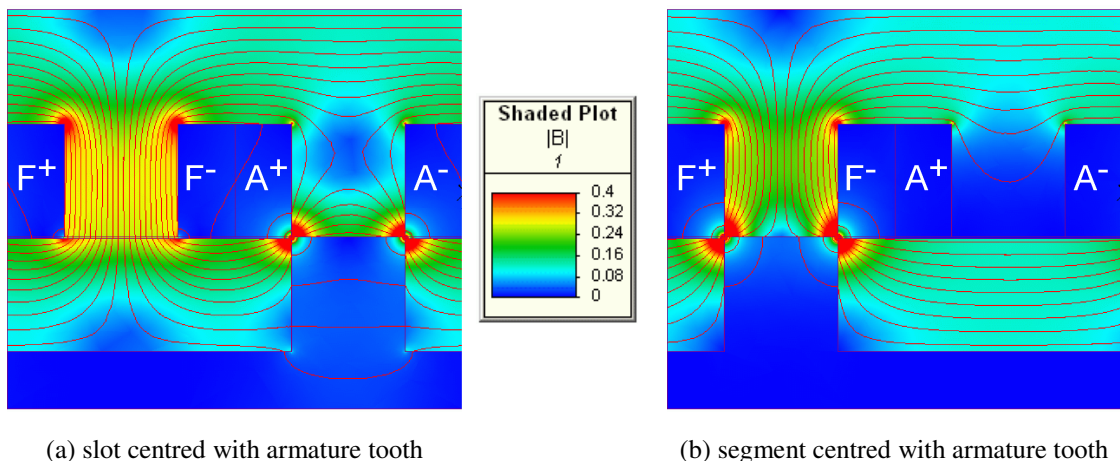 F+ F- A+ A-
Shaded Plot
|B|
1
0.4
0.32
0.24
0.16
0.08
0
F+ F- A+ A-
(a) slot centred with armature tooth
(b) segment centred with armature tooth